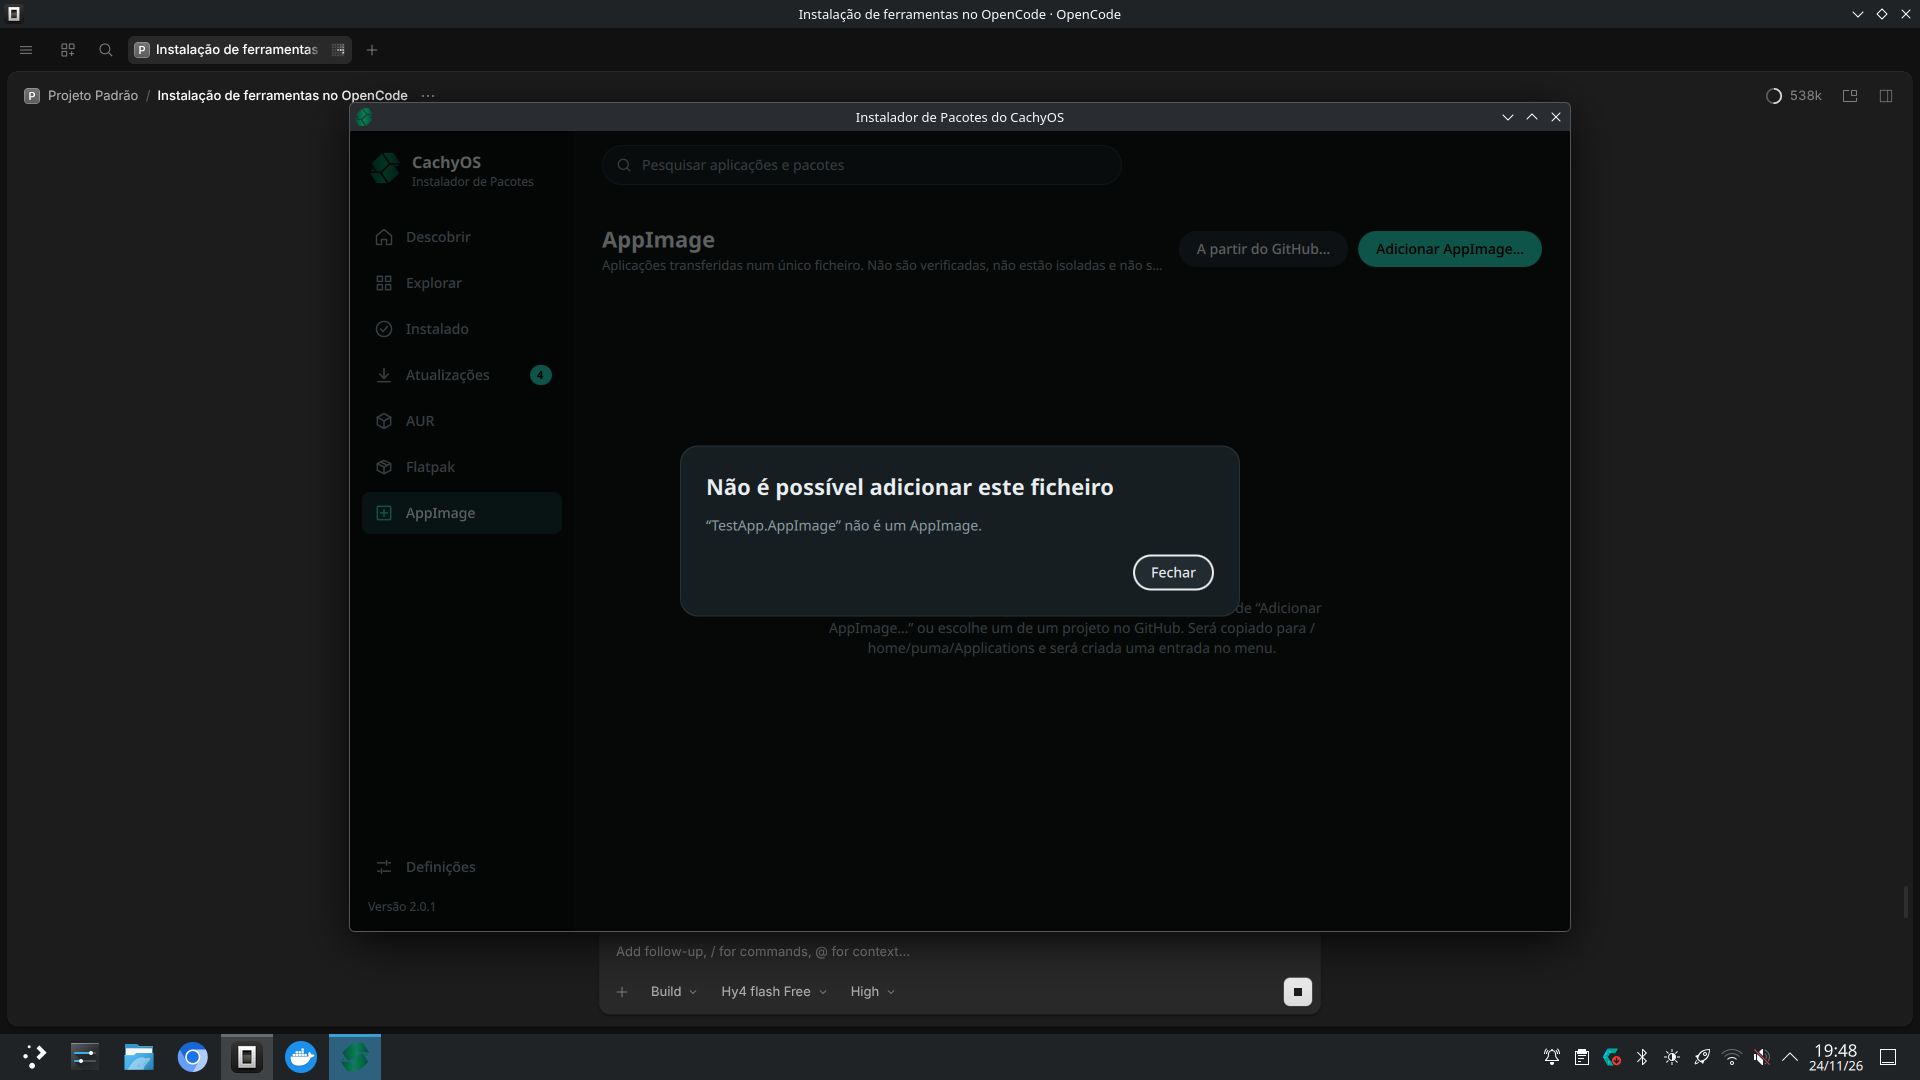 Instalação de ferramentas no OpenCode · OpenCode
P Instalação de ferramentas
P Projeto Padrão / Instalação de ferramentas no OpenCode ...
538k
Instalador de Pacotes do CachyOS
CachyOS
Instalador de Pacotes
Pesquisar aplicações e pacotes
Descobrir
Explorar
Instalado
Atualizações 4
AUR
Flatpak
AppImage
Definições
Versão 2.0.1
AppImage
Aplicações transferidas num único ficheiro. Não são verificadas, não estão isoladas e não s...
A partir do GitHub...
Adicionar AppImage...
Não é possível adicionar este ficheiro
“TestApp.AppImage” não é um AppImage.
Fechar
de “Adicionar
AppImage...” ou escolhe um de um projeto no GitHub. Será copiado para /
home/puma/Applications e será criada uma entrada no menu.
Add follow-up, / for commands, @ for context...
Build
Hy4 flash Free
High
19:48
24/11/26